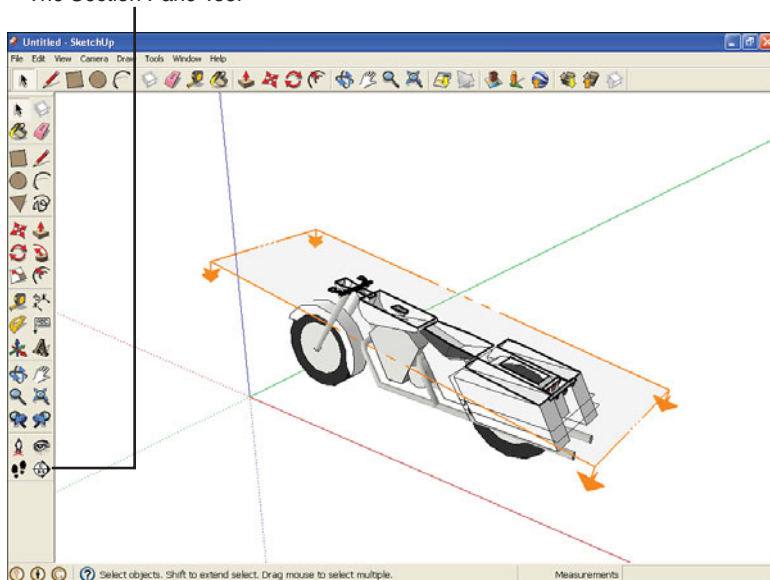 The Section Pane Tool
Untitled - SketchUp
File Edit View Camera Draw Tools Window Help
Select objects. Shift to extend select. Drag mouse to select multiple.
Measurements